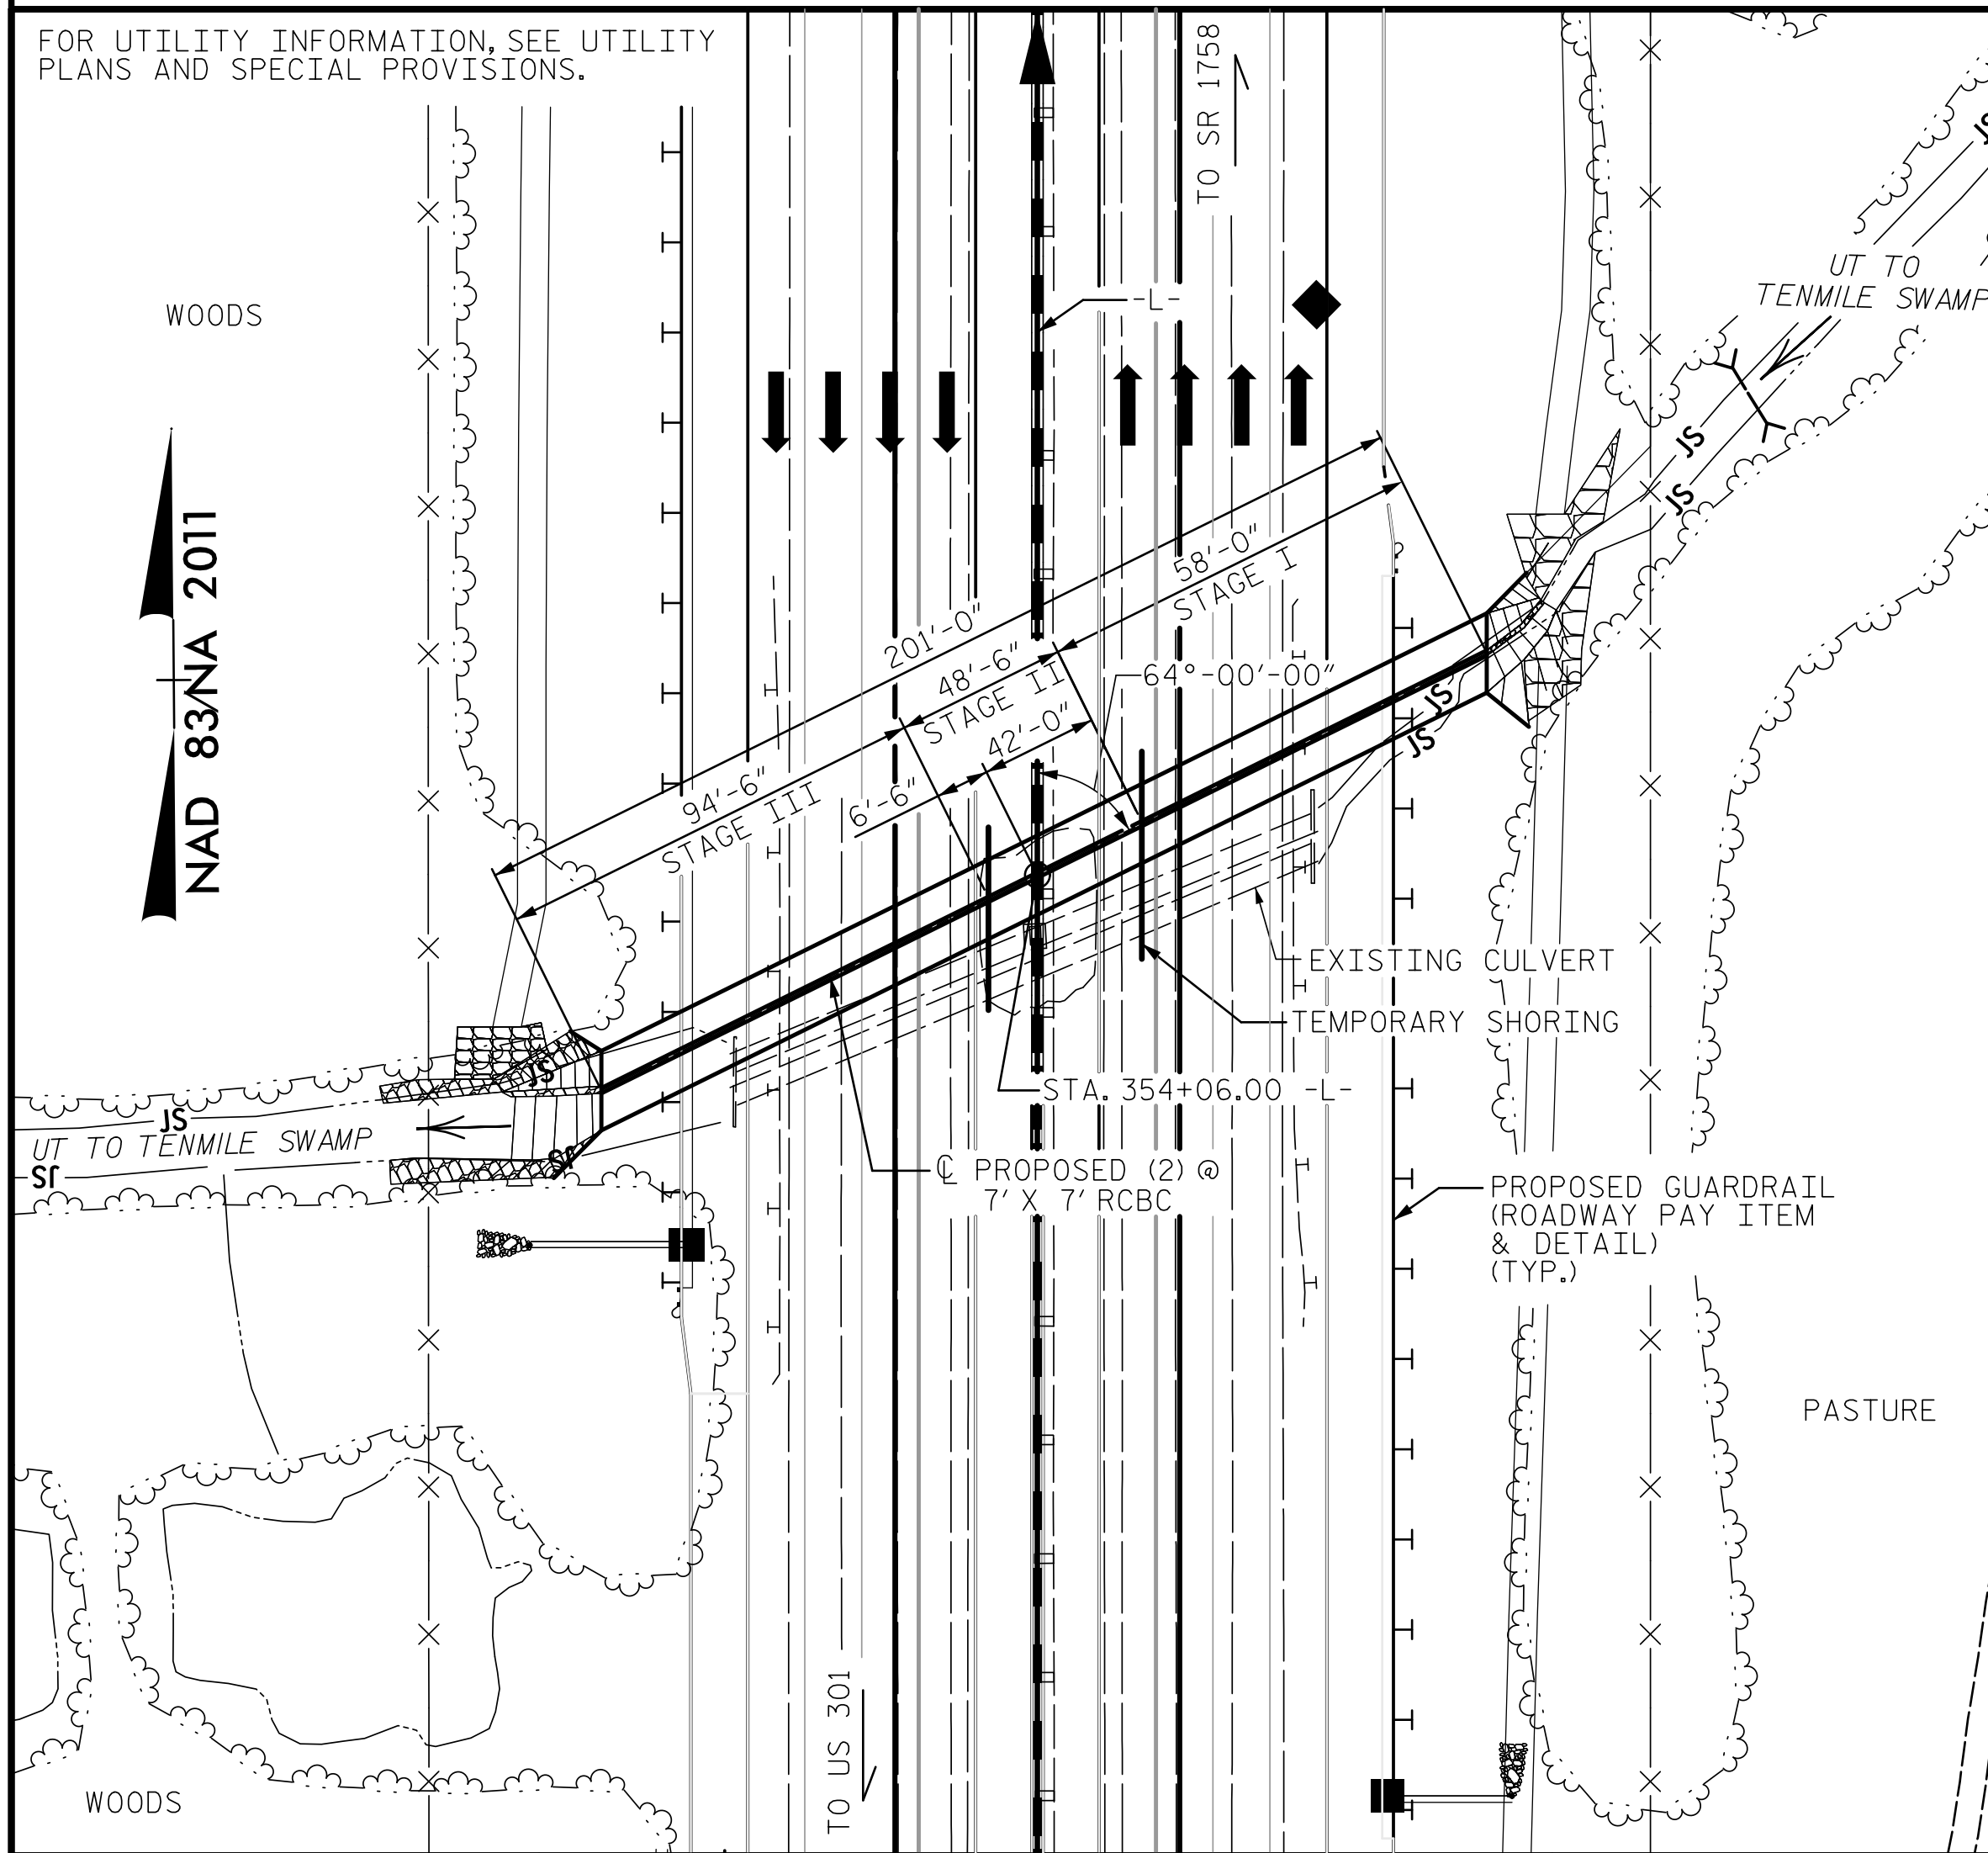 FOR UTILITY INFORMATION, SEE UTILITY
PLANS AND SPECIAL PROVISIONS.
TO SR 1758
JS
UT TO
TENMILE SWAMP
-L-
WOODS
JS
JS
NAD 83/NA 2011
58'-0"
STAGE I
201'-0"
48'-6"
STAGE II
64°-00'-00"
42'-0"
6'-6"
94'-6"
STAGE III
JS
JS
EXISTING CULVERT
TEMPORARY SHORING
STA. 354+06.00 -L-
JS
JS
UT TO TENMILE SWAMP
JS
JS
℄ PROPOSED (2) @
7' X 7' RCBC
PROPOSED GUARDRAIL
(ROADWAY PAY ITEM
& DETAIL)
(TYP.)
PASTURE
TO US 301
WOODS